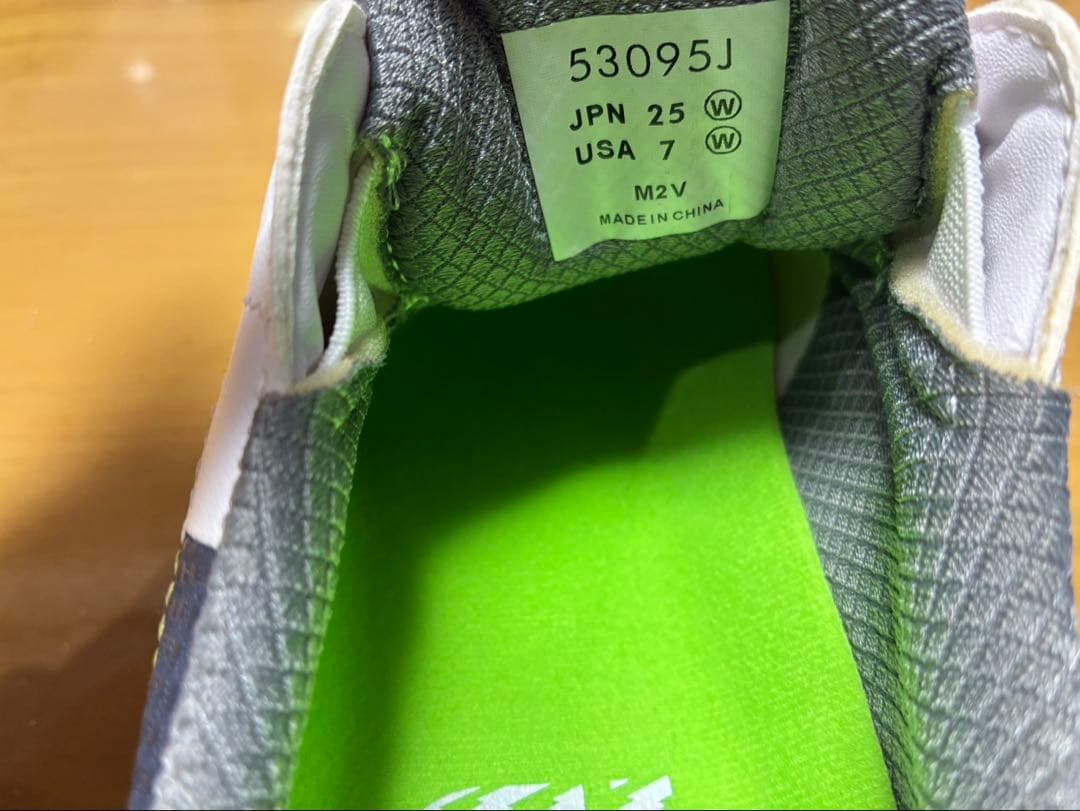 53095J
JPN 25 Ⓦ
USA 7 Ⓦ
M2V
MADE IN CHINA